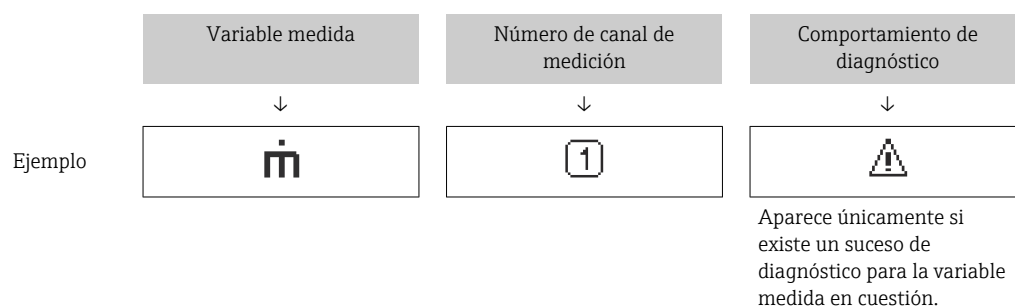 Variable medida
Número de canal de
medición
Comportamiento de
diagnóstico
↓ ↓ ↓
Ejemplo
ṁ
1
⚠
Aparece únicamente si
existe un suceso de
diagnóstico para la variable
medida en cuestión.